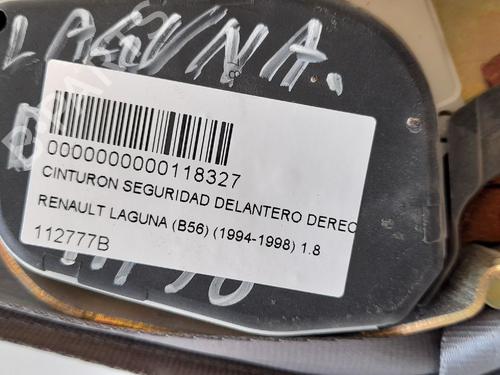 LAGUNA.
0000000000118327
CINTURON SEGURIDAD DELANTERO DEREC
RENAULT LAGUNA (B56) (1994-1998) 1.8
112777B